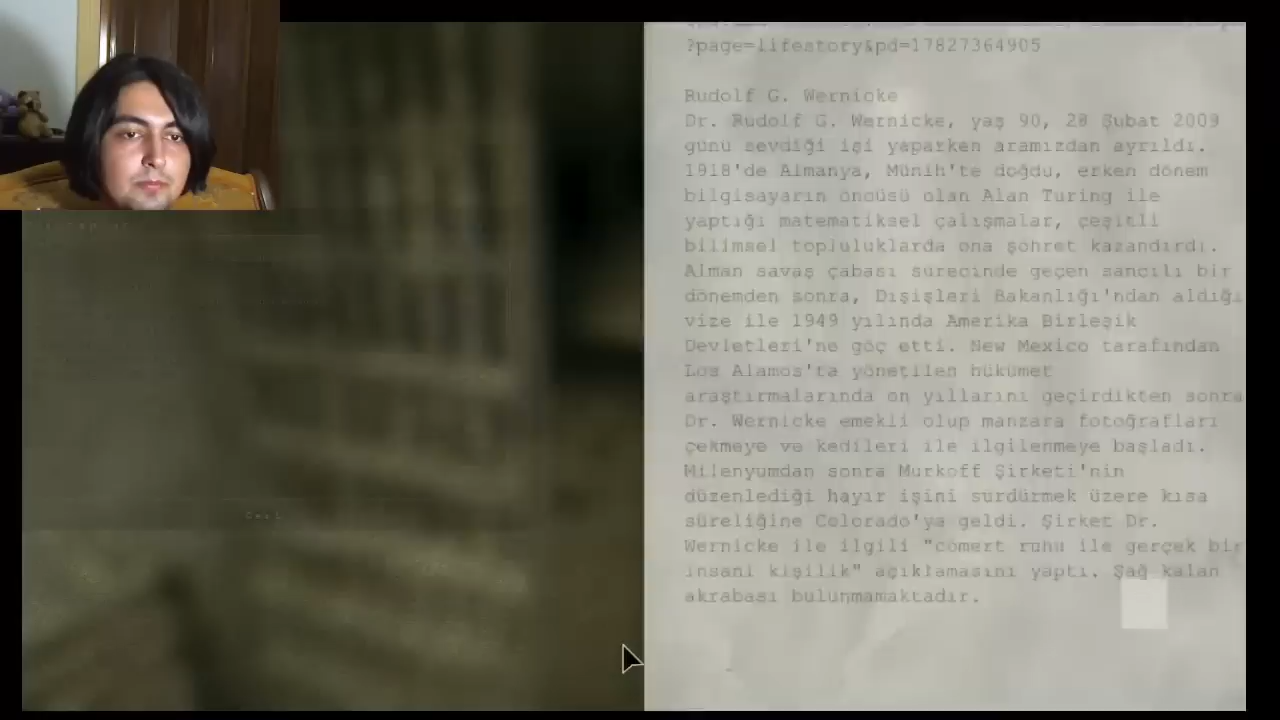 ?page=lifestory&pd=17827364905
Rudolf G. Wernicke
Dr. Rudolf G. Wernicke, yaş 90, 28 Şubat 2009
günü sevdiği işi yaparken aramızdan ayrıldı.
1918'de Almanya, Münih'te doğdu, erken dönem
bilgisayarın öncüsü olan Alan Turing ile
yaptığı matematiksel çalışmalar, çeşitli
bilimsel topluluklarda ona şöhret kazandırdı.
Alman savaş çabası sürecinde geçen sancılı bir
dönemden sonra, Dışişleri Bakanlığı'ndan aldığı
vize ile 1949 yılında Amerika Birleşik
Devletleri'ne göç etti. New Mexico tarafından
Los Alamos'ta yönetilen hükümet
araştırmalarında on yıllarını geçirdikten sonra
Dr. Wernicke emekli olup manzara fotoğrafları
çekmeye ve kedileri ile ilgilenmeye başladı.
Milenyumdan sonra Murkoff Şirketi'nin
düzenlediği hayır işini sürdürmek üzere kısa
süreliğine Colorado'ya geldi. Şirket Dr.
Wernicke ile ilgili "cömert ruhu ile gerçek bir
insani kişilik" açıklamasını yaptı. Sağ kalan
akrabası bulunmamaktadır.